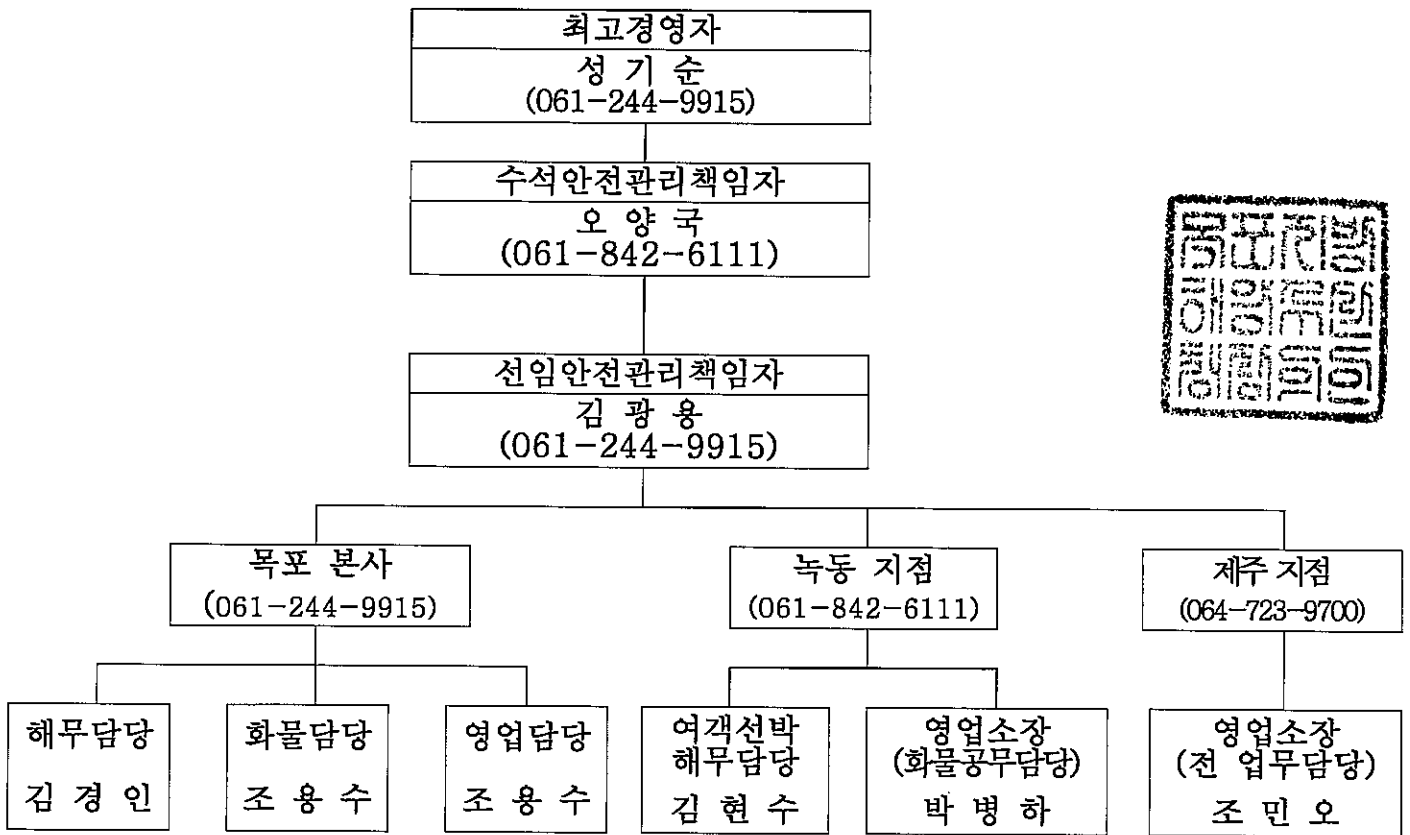 최고경영자
성 기 순
(061-244-9915)
수석안전관리책임자
오 양 국
(061-842-6111)
선임안전관리책임자
김 광 용
(061-244-9915)
목포 본사
(061-244-9915)
녹동 지점
(061-842-6111)
제주 지점
(064-723-9700)
해무담당
김 경 인
화물담당
조 용 수
영업담당
조 용 수
여객선박
해무담당
김 현 수
영업소장
(화물공무담당)
박 병 하
영업소장
(전 업무담당)
조 민 오